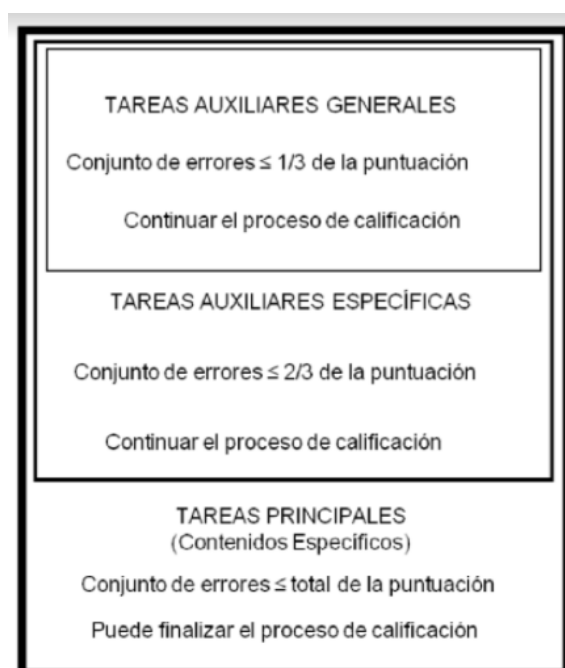 TAREAS AUXILIARES GENERALES
Conjunto de errores ≤ 1/3 de la puntuación
Continuar el proceso de calificación
TAREAS AUXILIARES ESPECÍFICAS
Conjunto de errores ≤ 2/3 de la puntuación
Continuar el proceso de calificación
TAREAS PRINCIPALES
(Contenidos Específicos)
Conjunto de errores ≤ total de la puntuación
Puede finalizar el proceso de calificación